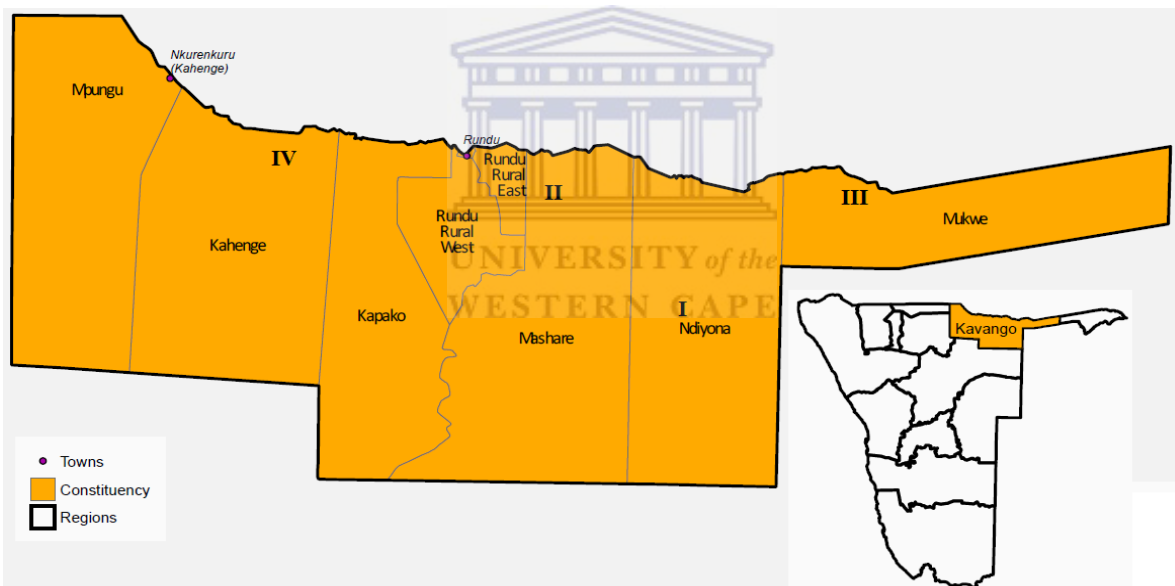 Nkurenkuru
(Kahenge)
Mpungu
IV
Rundu
Rundu
Rural
East
II
III
Mukwe
Rundu
Rural
West
Kahenge
UNIVERSITY of the
WESTERN CAPE
I
Kapako
Mashare
Ndiyona
Kavango
Towns
Constituency
Regions